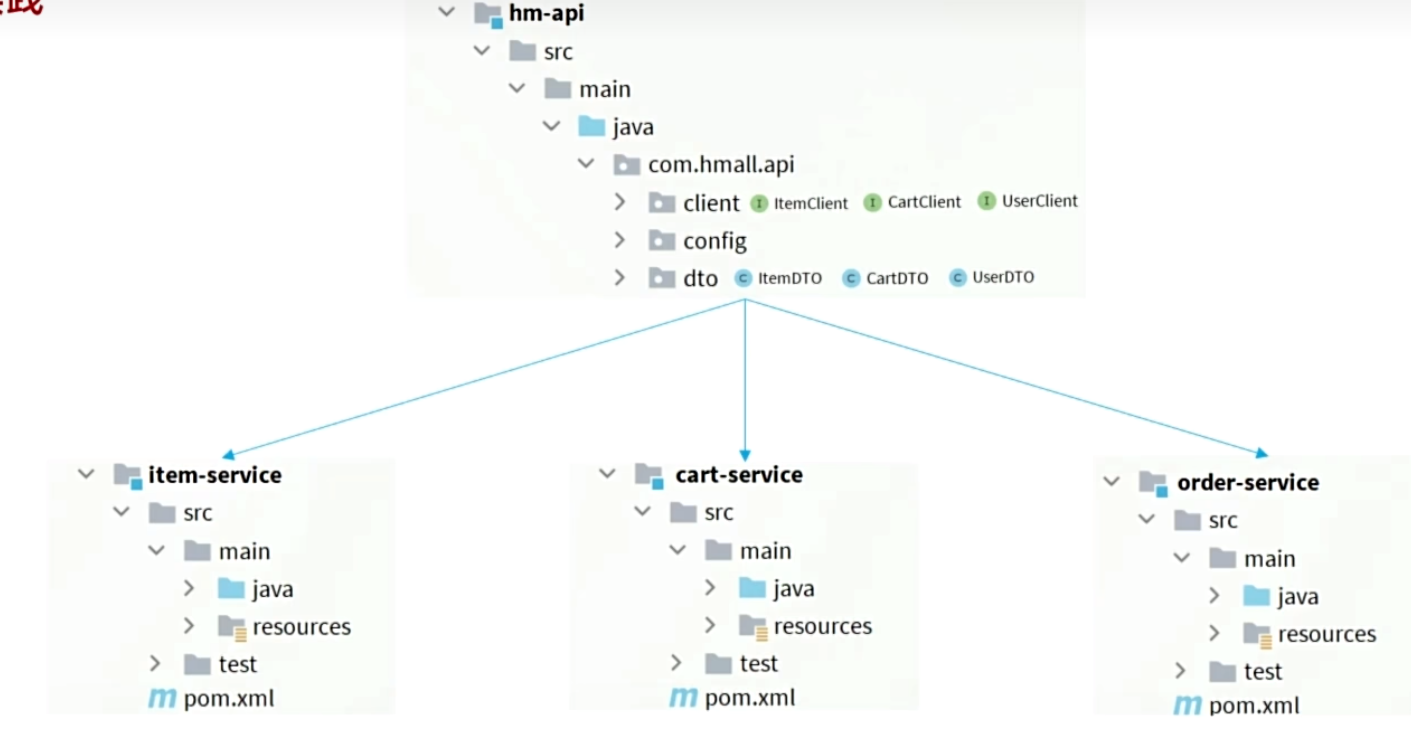 践
hm-api
src
main
java
com.hmall.api
client I ItemClient I CartClient I UserClient
config
dto C ItemDTO C CartDTO C UserDTO
item-service
src
main
java
resources
test
m pom.xml
cart-service
src
main
java
resources
test
m pom.xml
order-service
src
main
java
resources
test
m pom.xml